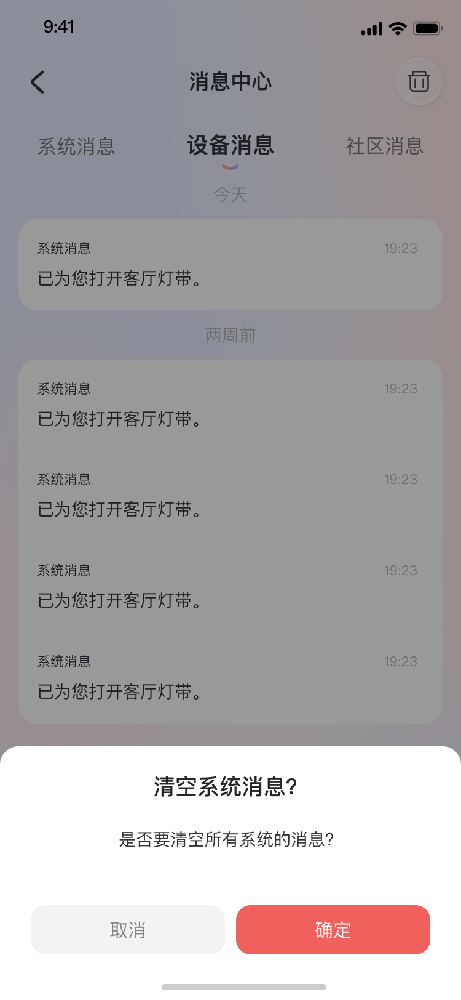 9:41
消息中心
系统消息
设备消息
社区消息
今天
系统消息
19:23
已为您打开客厅灯带。
两周前
系统消息
19:23
已为您打开客厅灯带。
系统消息
19:23
已为您打开客厅灯带。
系统消息
19:23
已为您打开客厅灯带。
系统消息
19:23
已为您打开客厅灯带。
清空系统消息?
是否要清空所有系统的消息?
取消
确定